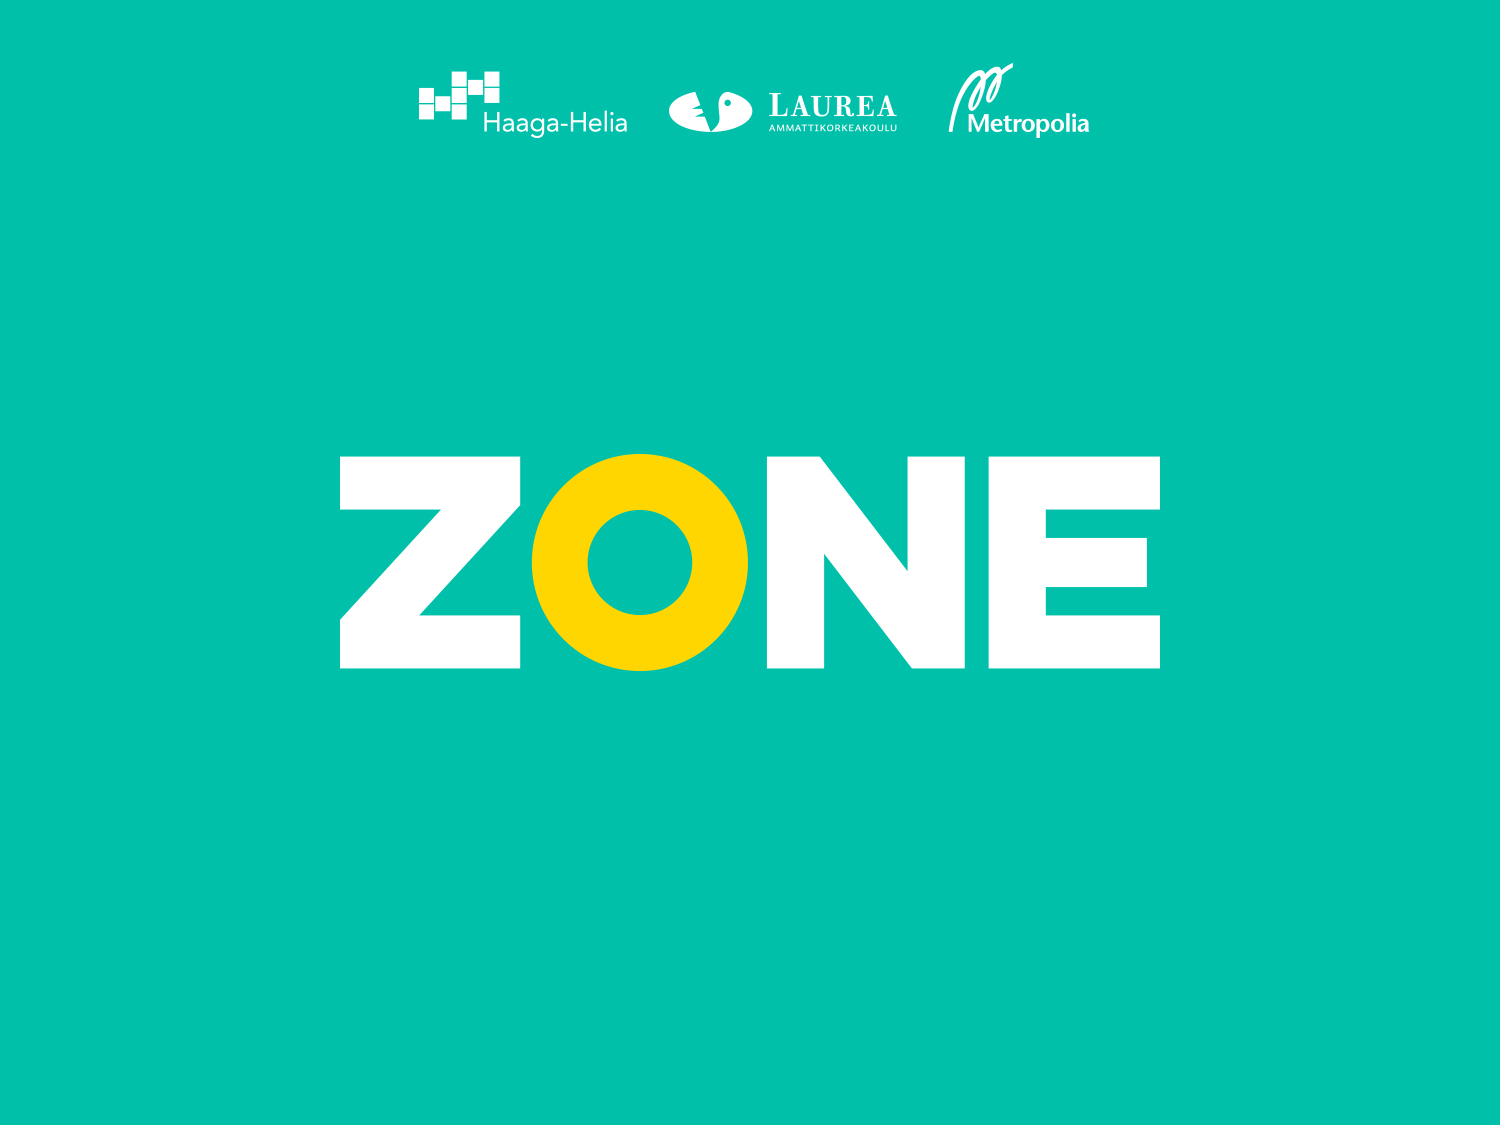 Haaga-Helia
LAUREA
AMMATTIKORKEAKOULU
Metropolia
ZONE